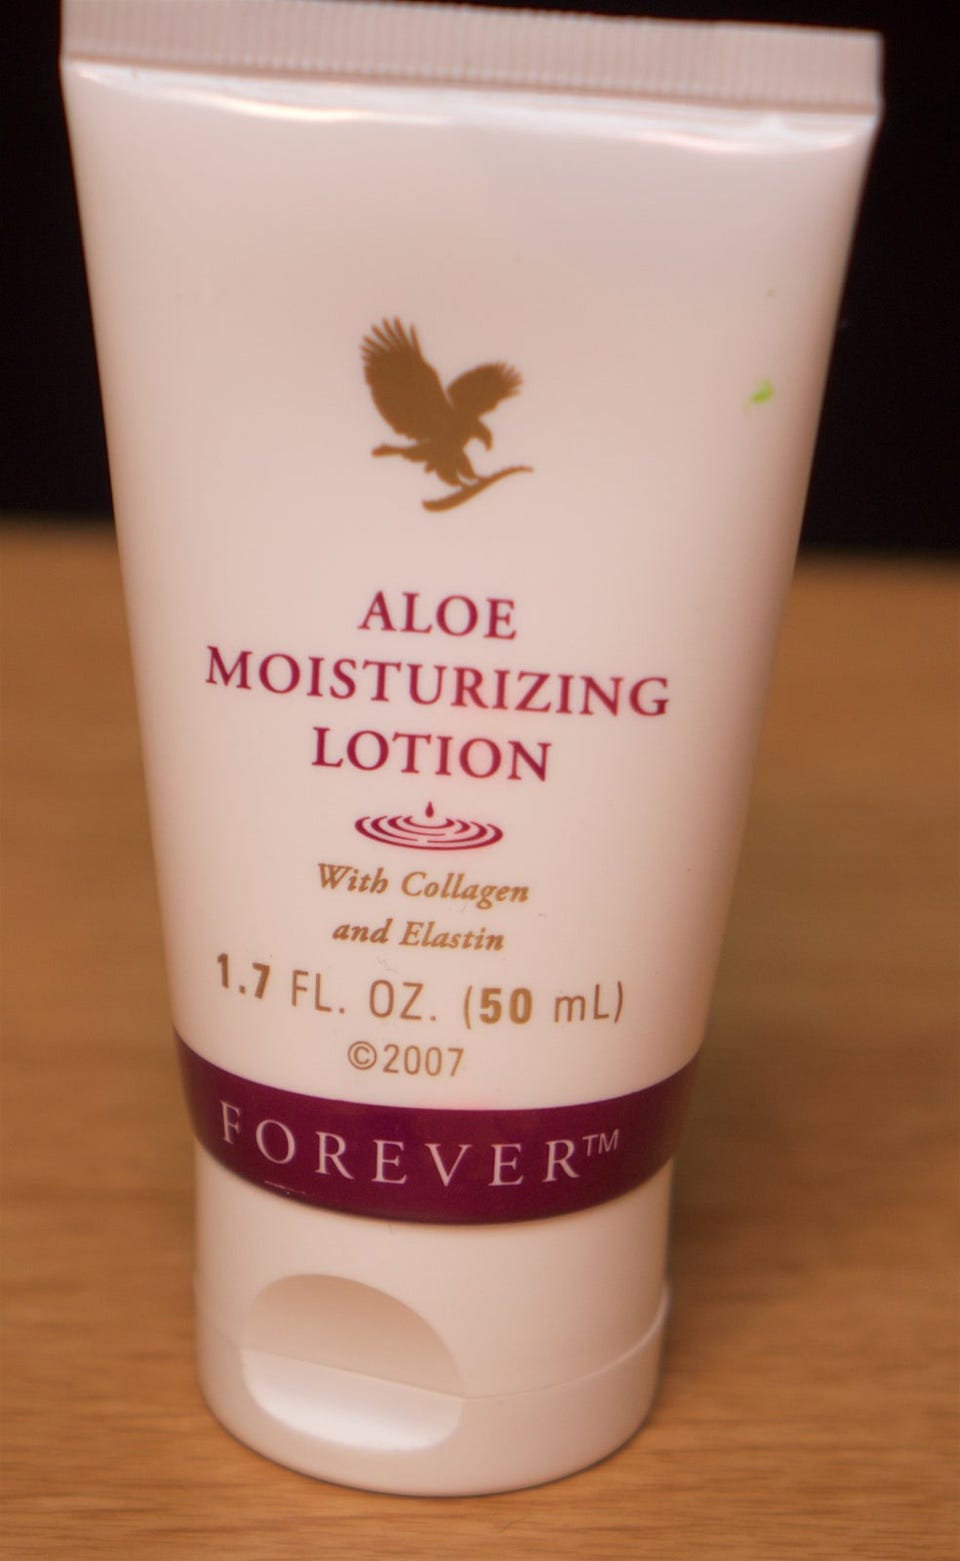 ALOE
MOISTURIZING
LOTION
With Collagen
and Elastin
1.7 FL. OZ. (50 mL)
©2007
FOREVER™